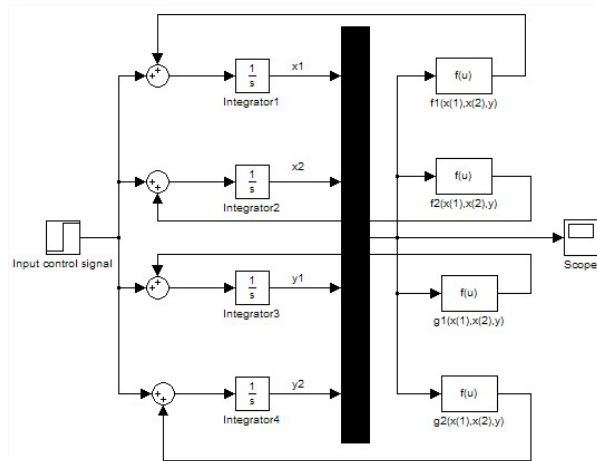 x1
1
s
Integrator1
f(u)
f1(x(1),x(2),y)
x2
1
s
Integrator2
f(u)
f2(x(1),x(2),y)
Input control signal
Scope
y1
1
s
Integrator3
f(u)
g1(x(1),x(2),y)
y2
1
s
Integrator4
f(u)
g2(x(1),x(2),y)